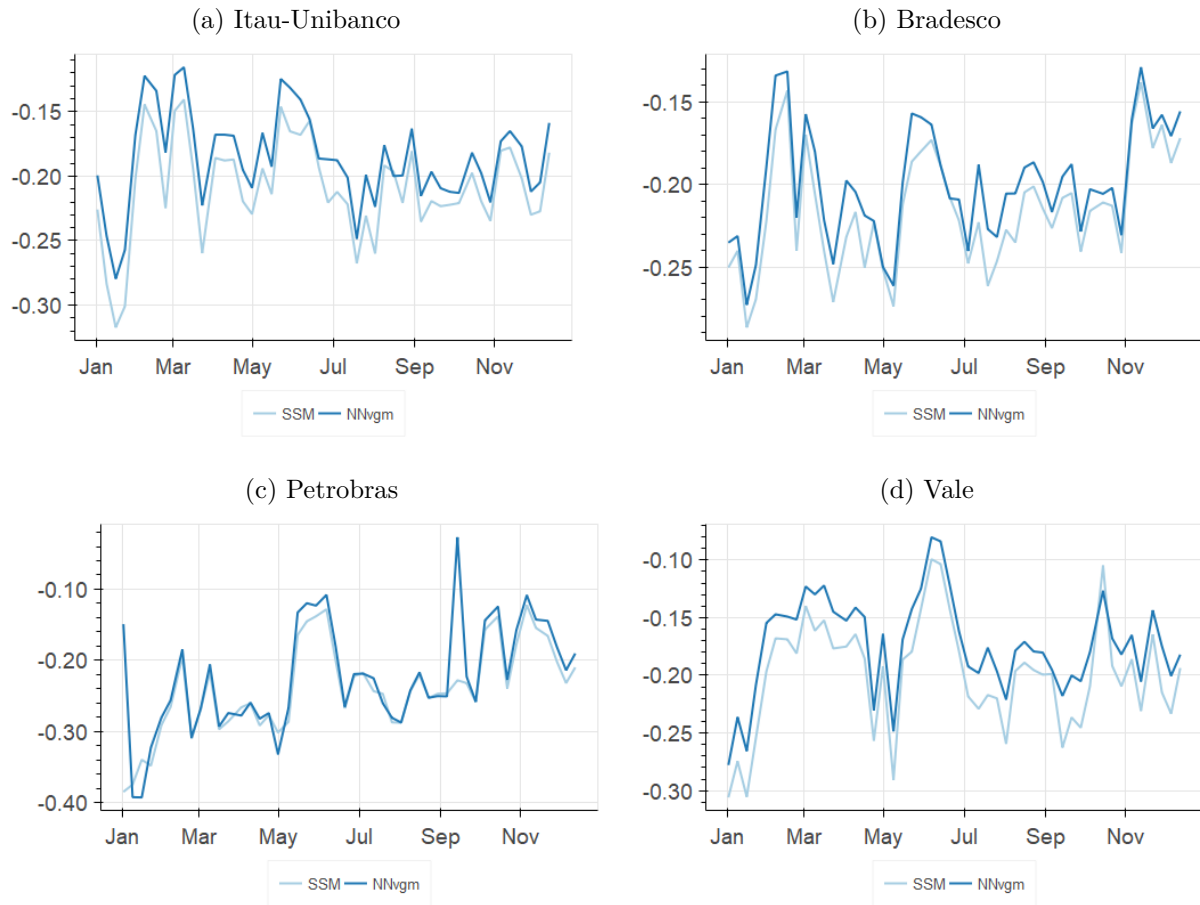 (a) Itau-Unibanco
-0.15
-0.20
-0.25
-0.30
Jan Mar May Jul Sep Nov
SSM NNvgm
(b) Bradesco
-0.15
-0.20
-0.25
Jan Mar May Jul Sep Nov
SSM NNvgm
(c) Petrobras
-0.10
-0.20
-0.30
-0.40
Jan Mar May Jul Sep Nov
SSM NNvgm
(d) Vale
-0.10
-0.15
-0.20
-0.25
-0.30
Jan Mar May Jul Sep Nov
SSM NNvgm